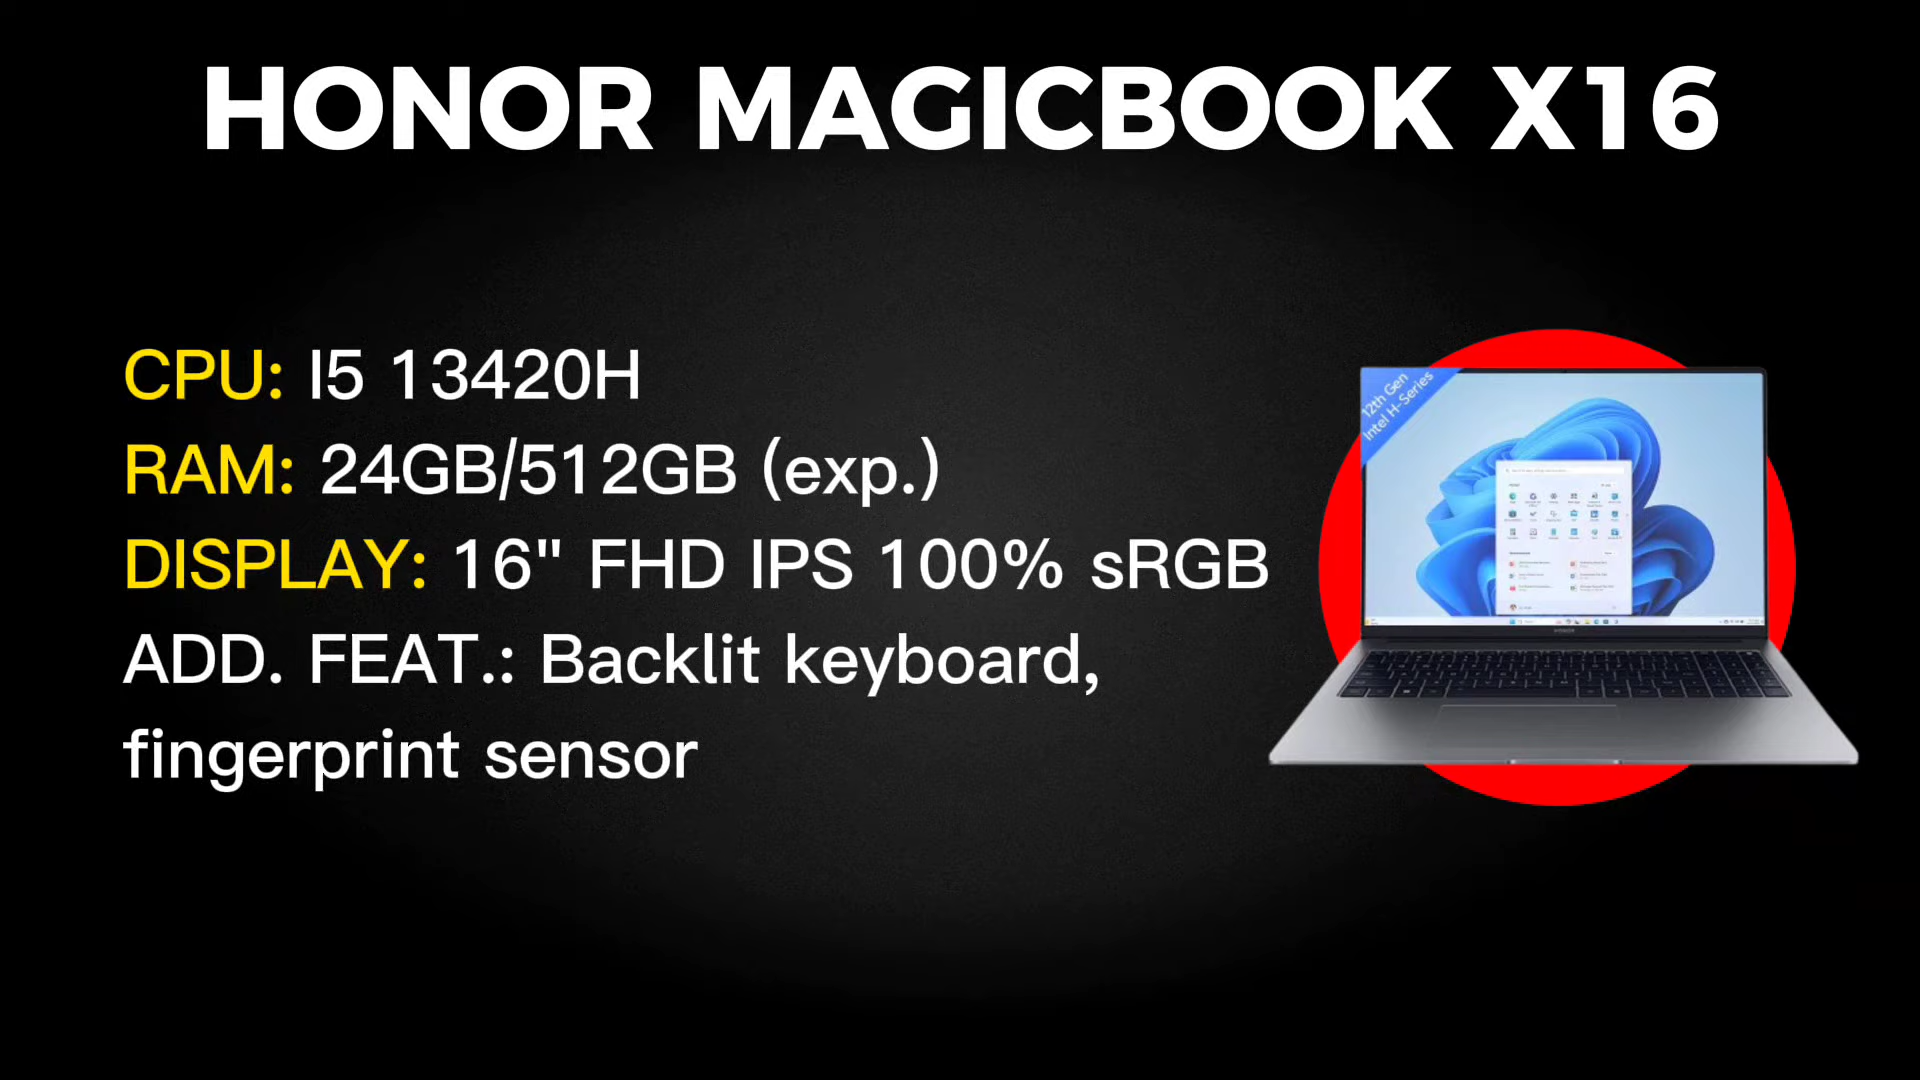 HONOR MAGICBOOK X16
CPU: I5 13420H
RAM: 24GB/512GB (exp.)
DISPLAY: 16" FHD IPS 100% sRGB
ADD. FEAT.: Backlit keyboard,
fingerprint sensor
12th Gen
Intel H-Series
HONOR